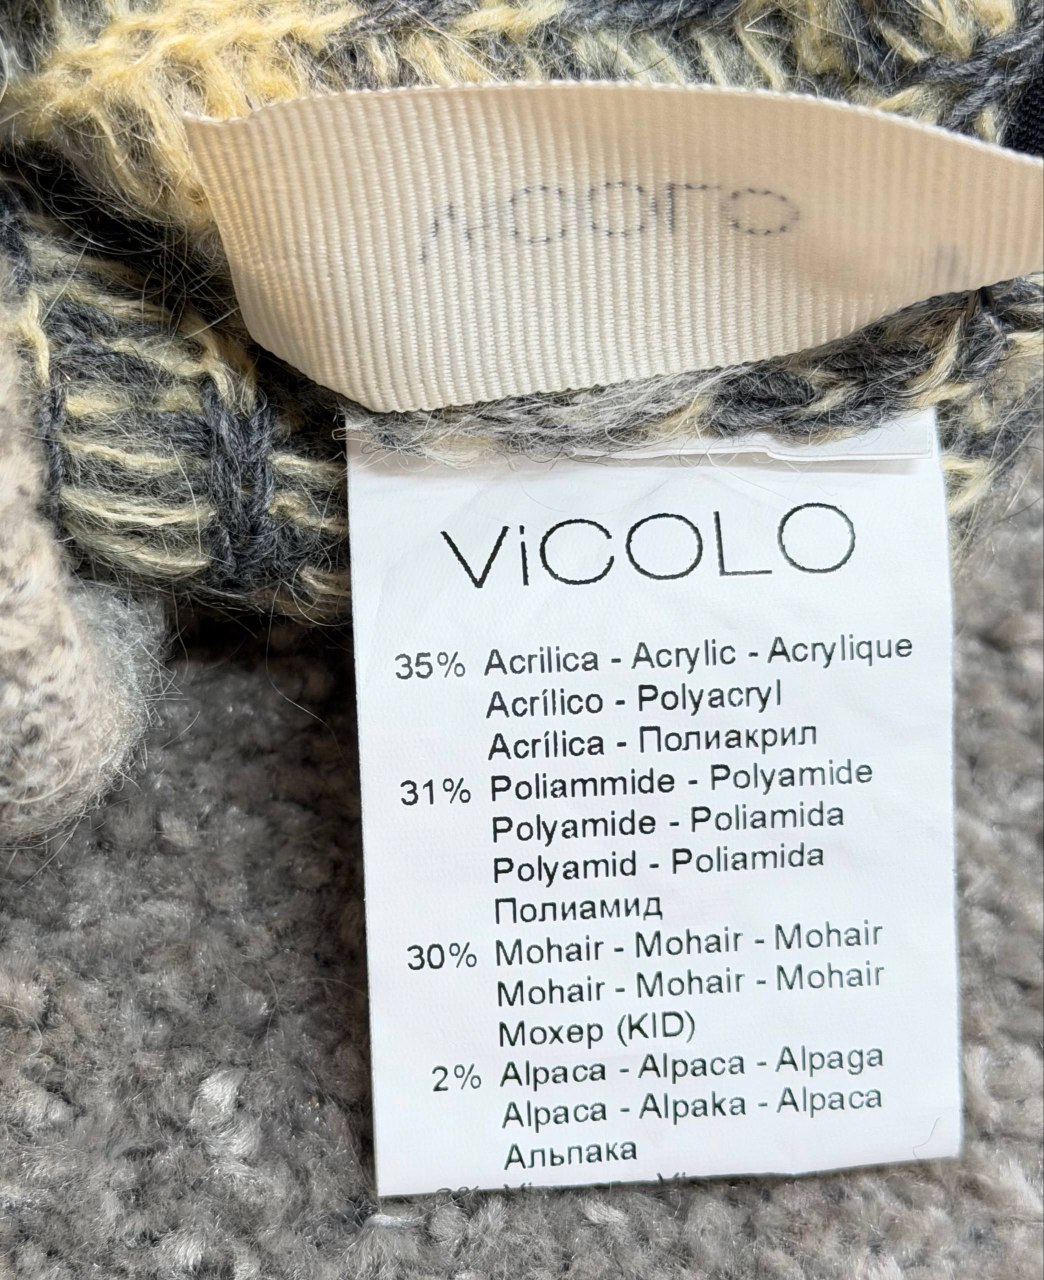 ViCOLO
35% Acrilica - Acrylic - Acrylique
Acrílico - Polyacryl
Acrílica - Полиакрил
31% Poliammide - Polyamide
Polyamide - Poliamida
Polyamid - Poliamida
Полиамид
30% Mohair - Mohair - Mohair
Mohair - Mohair - Mohair
Мохер (KID)
2% Alpaca - Alpaca - Alpaga
Alpaca - Alpaka - Alpaca
Альпака